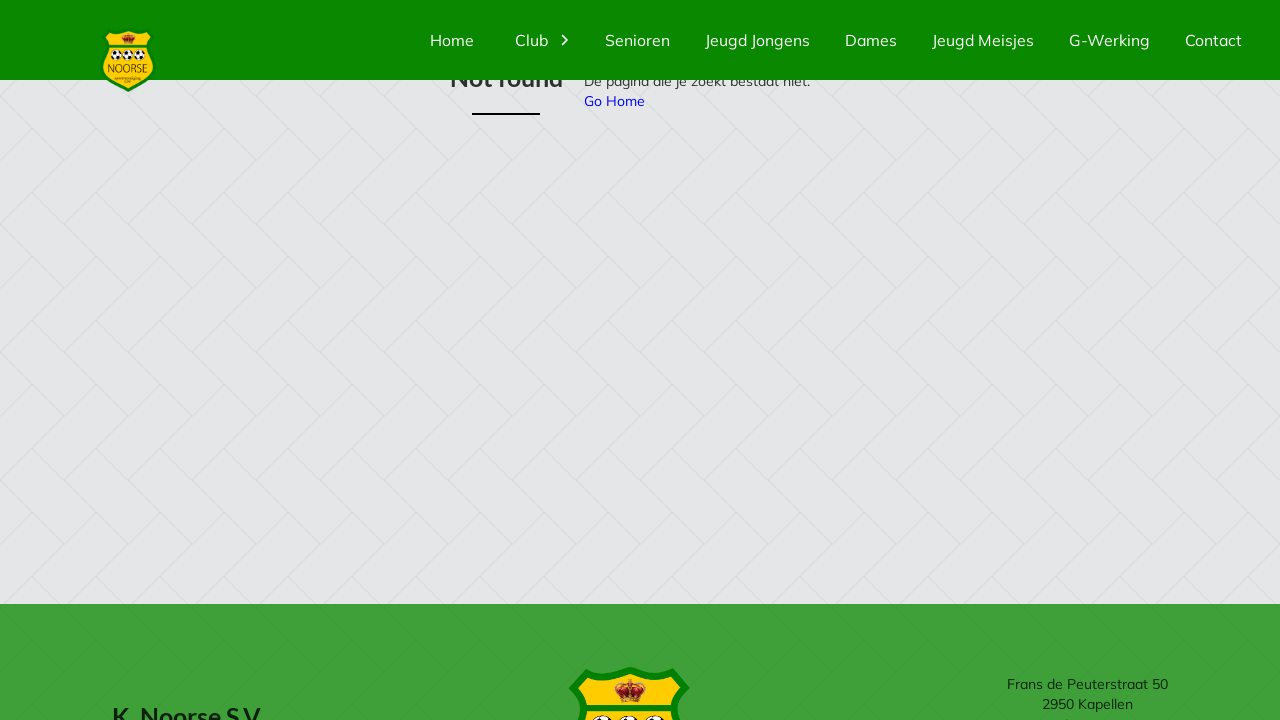 NOORSE
Home
Club
Senioren
Jeugd Jongens
Dames
Jeugd Meisjes
G-Werking
Contact
Not found
De pagina die je zoekt bestaat niet.
Go Home
K. Noorse S.V.
Frans de Peuterstraat 50
2950 Kapellen